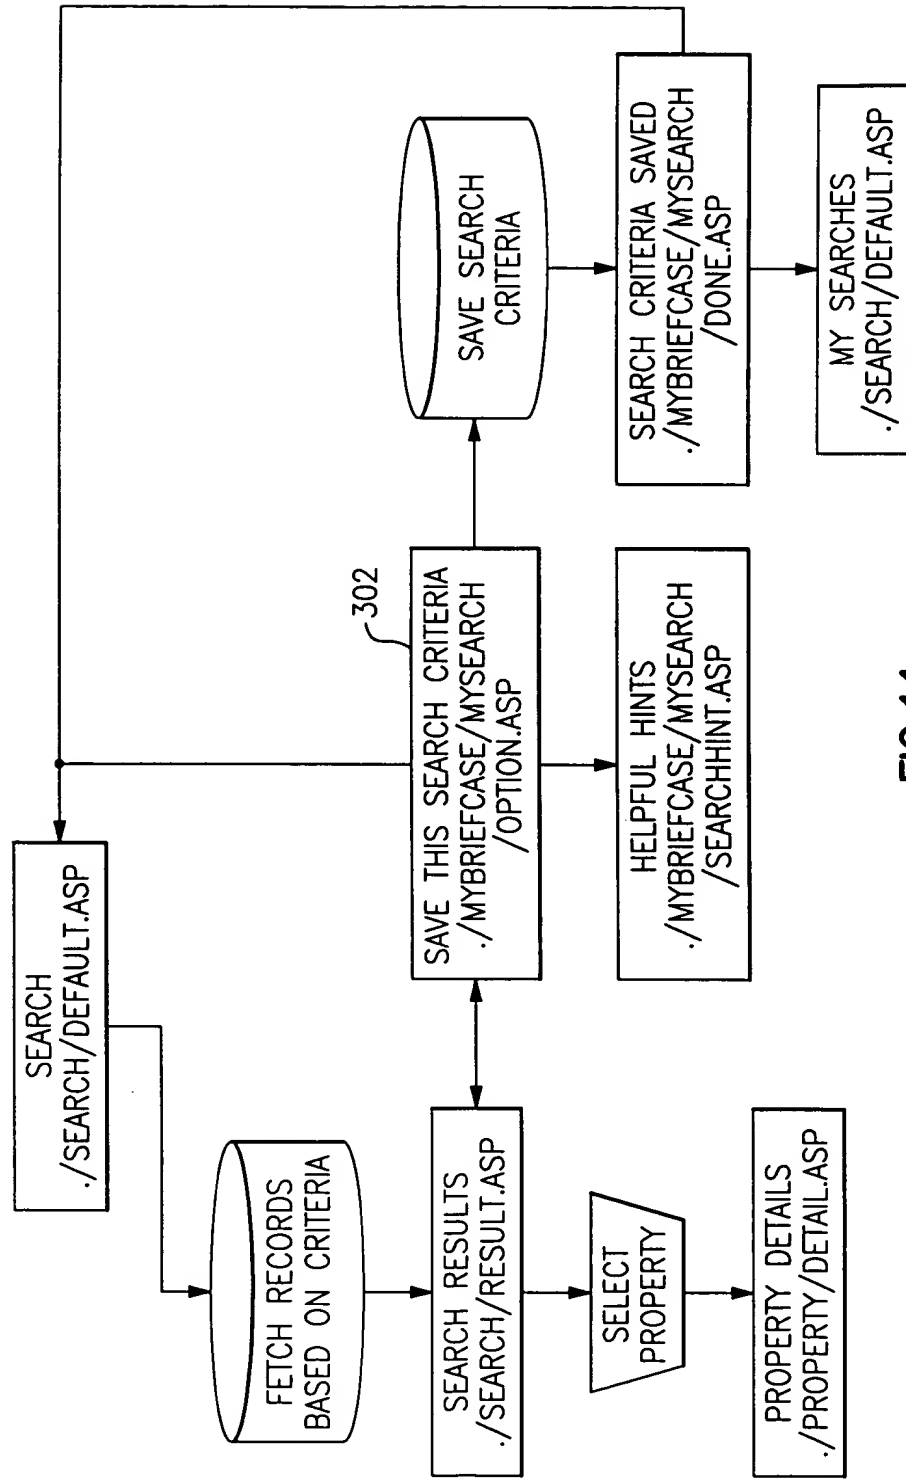 SEARCH
./SEARCH/DEFAULT.ASP
FETCH RECORDS
BASED ON CRITERIA
SEARCH RESULTS
./SEARCH/RESULT.ASP
SELECT
PROPERTY
PROPERTY DETAILS
./PROPERTY/DETAIL.ASP
302
SAVE THIS SEARCH CRITERIA
./MYBRIEFCASE/MYSEARCH
/OPTION.ASP
HELPFUL HINTS
./MYBRIEFCASE/MYSEARCH
/SEARCHHINT.ASP
SAVE SEARCH
CRITERIA
SEARCH CRITERIA SAVED
./MYBRIEFCASE/MYSEARCH
/DONE.ASP
MY SEARCHES
./SEARCH/DEFAULT.ASP